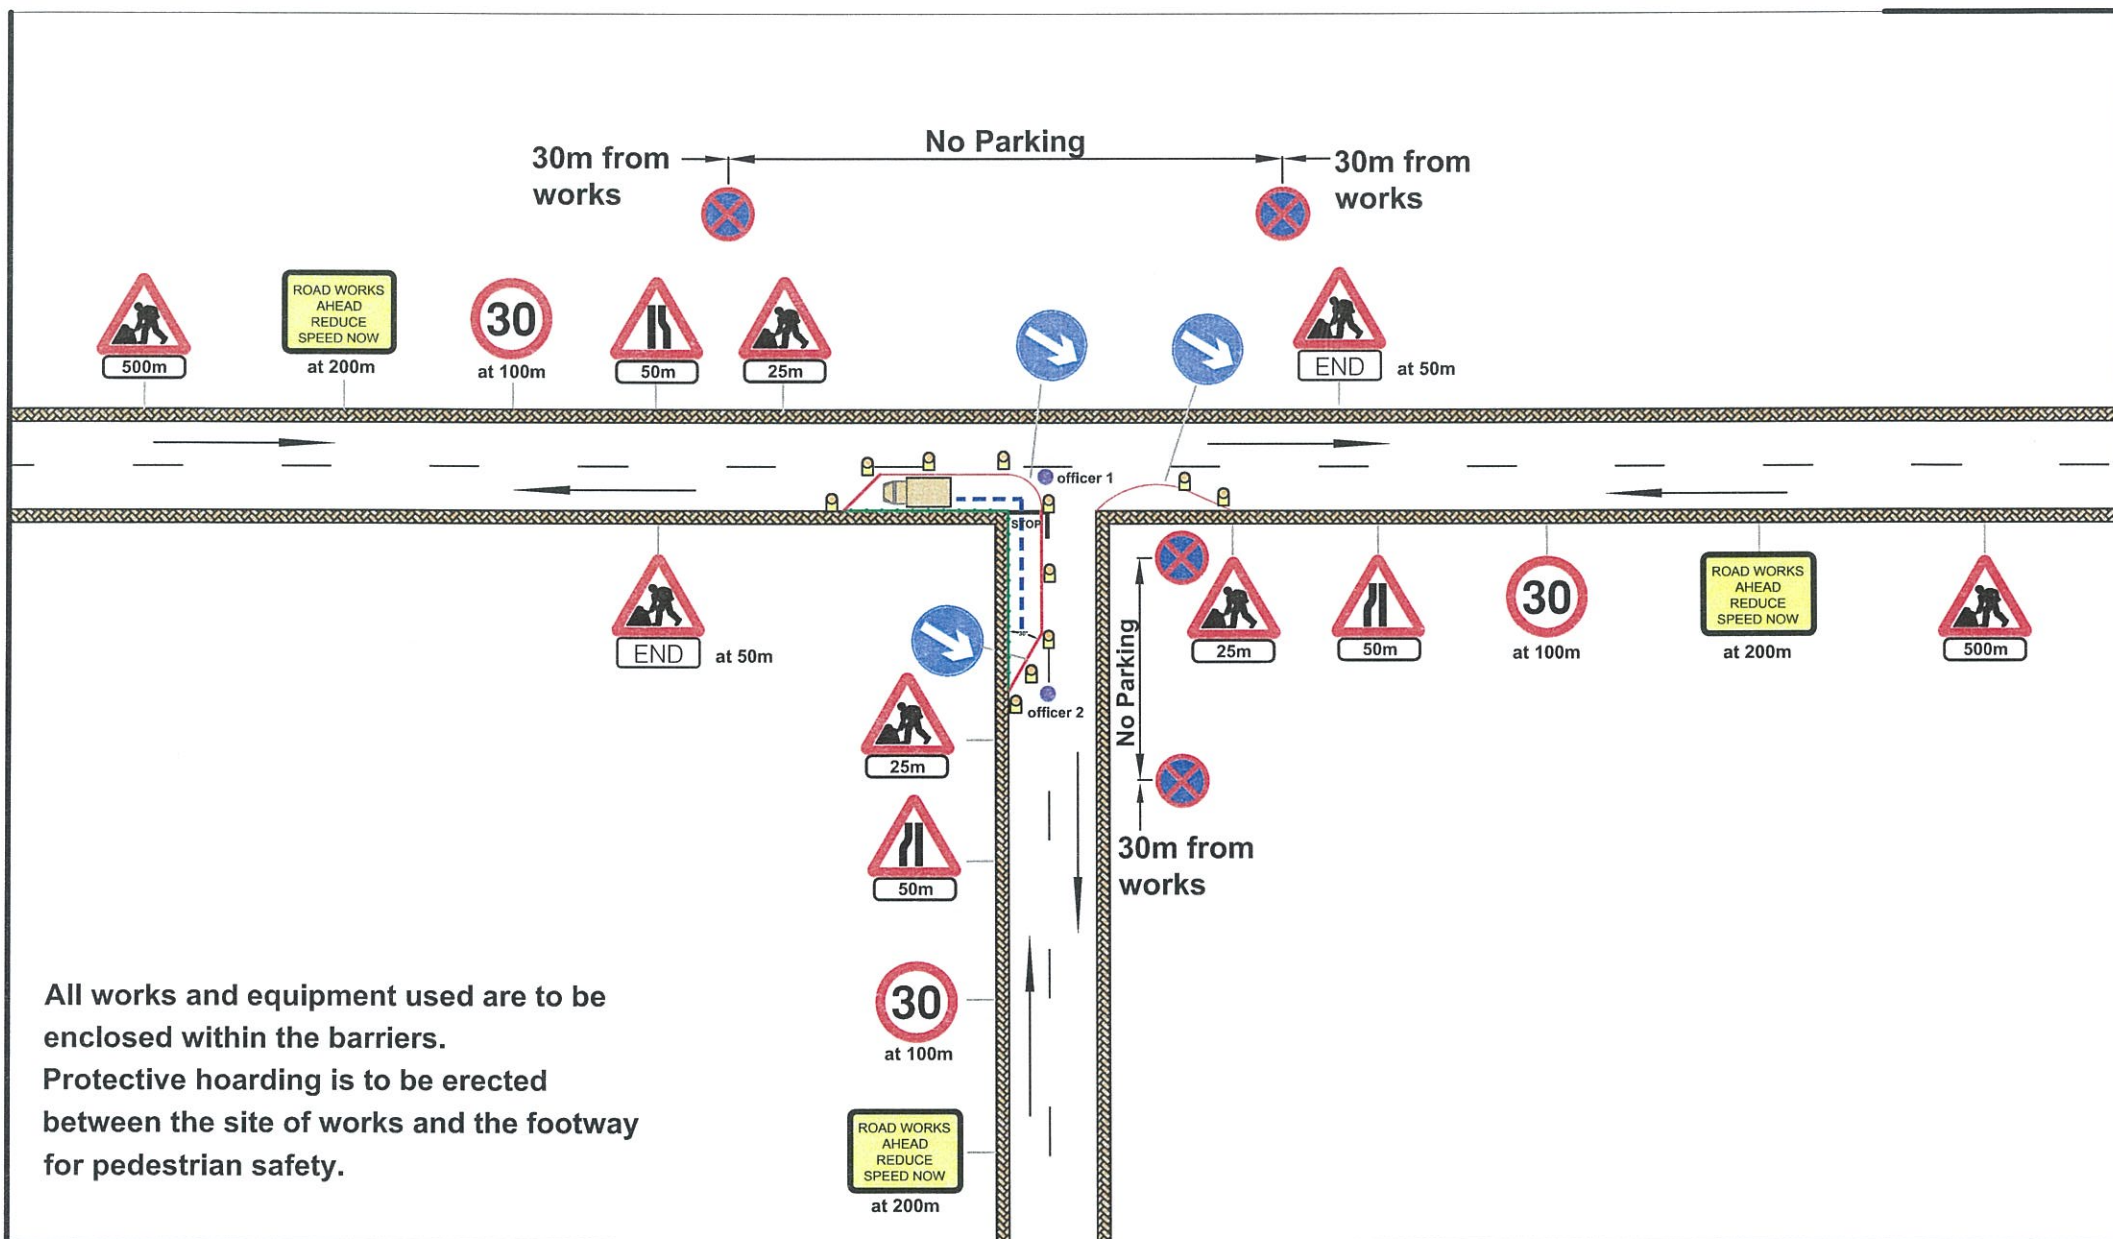 No Parking
30m from
works
30m from
works
ROAD WORKS
AHEAD
REDUCE
SPEED NOW
at 200m
500m
30
at 100m
50m
25m
END
at 50m
officer 1
STOP
END
at 50m
officer 2
No Parking
30m from
works
25m
50m
30
at 100m
ROAD WORKS
AHEAD
REDUCE
SPEED NOW
at 200m
500m
25m
50m
30
at 100m
ROAD WORKS
AHEAD
REDUCE
SPEED NOW
at 200m
All works and equipment used are to be
enclosed within the barriers.
Protective hoarding is to be erected
between the site of works and the footway
for pedestrian safety.